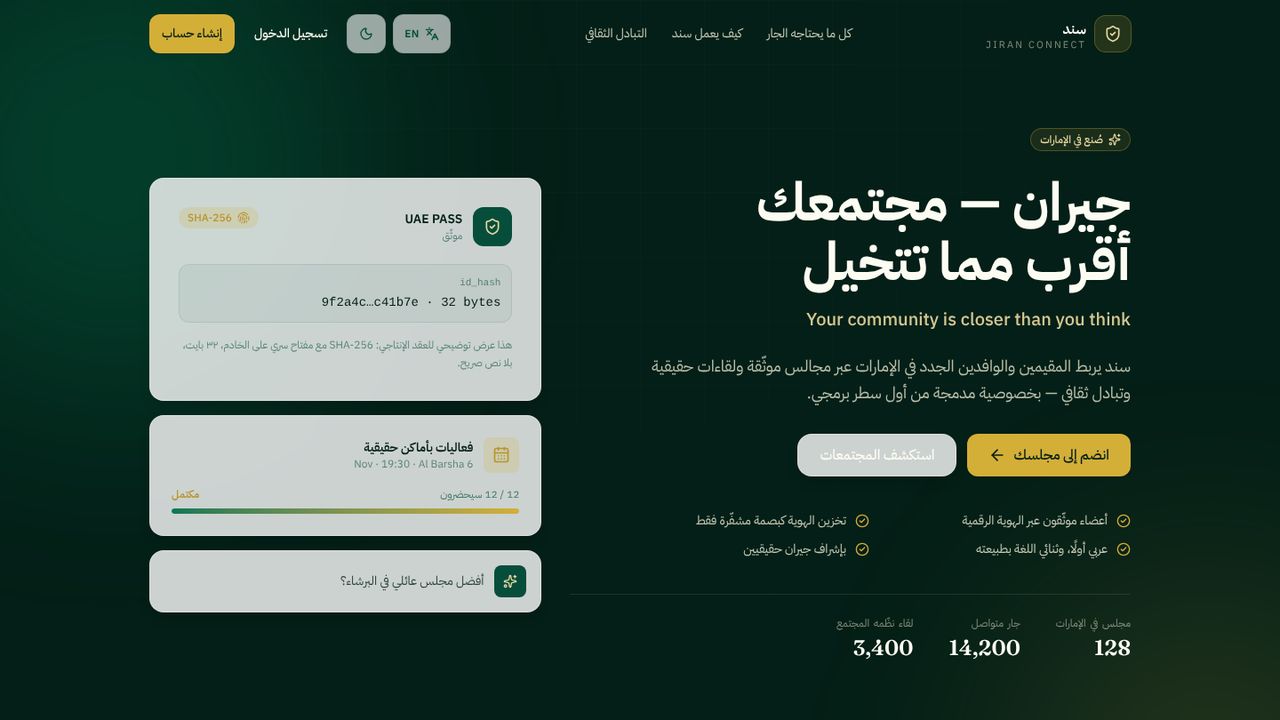 سند
JIRAN CONNECT
كل ما يحتاجه الجار
كيف يعمل سند
التبادل الثقافي
EN
تسجيل الدخول
إنشاء حساب
صُنع في الإمارات
جيران — مجتمعك
أقرب مما تتخيل
Your community is closer than you think
سند يربط المقيمين والوافدين الجدد في الإمارات عبر مجالس موثّقة ولقاءات حقيقية
وتبادل ثقافي — بخصوصية مدمجة من أول سطر برمجي.
انضم إلى مجلسك
استكشف المجتمعات
أعضاء موثّقون عبر الهوية الرقمية
تخزين الهوية كبصمة مشفّرة فقط
عربي أولًا، وثنائي اللغة بطبيعته
بإشراف جيران حقيقيين
مجلس في الإمارات
128
جار متواصل
14,200
لقاء نظّمه المجتمع
3,400
UAE PASS
موثّق
SHA-256
id_hash
9f2a4c…c41b7e · 32 bytes
هذا عرض توضيحي للعقد الإنتاجي: SHA-256 مع مفتاح سري على الخادم، ٣٢ بايت،
بلا نص صريح.
فعاليات بأماكن حقيقية
Nov · 19:30 · Al Barsha 6
12 / 12 سيحضرون
مكتمل
أفضل مجلس عائلي في البرشاء؟